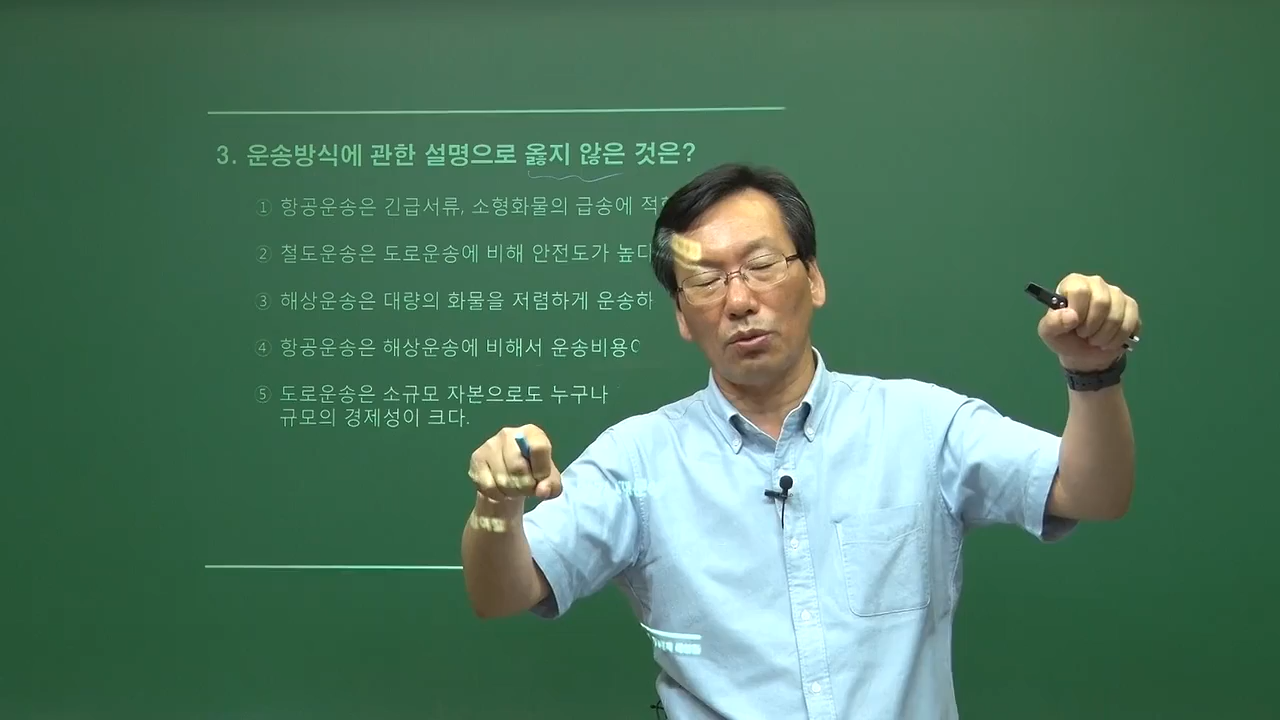 3. 운송방식에 관한 설명으로 옳지 않은 것은?
① 항공운송은 긴급서류, 소형화물의 급송에
② 철도운송은 도로운송에 비해 안전도가 높다
③ 해상운송은 대량의 화물을 저렴하게 운송하
④ 항공운송은 해상운송에 비해서
⑤ 도로운송은 소규모 자본으로도 누구나
규모의 경제성이 크다.